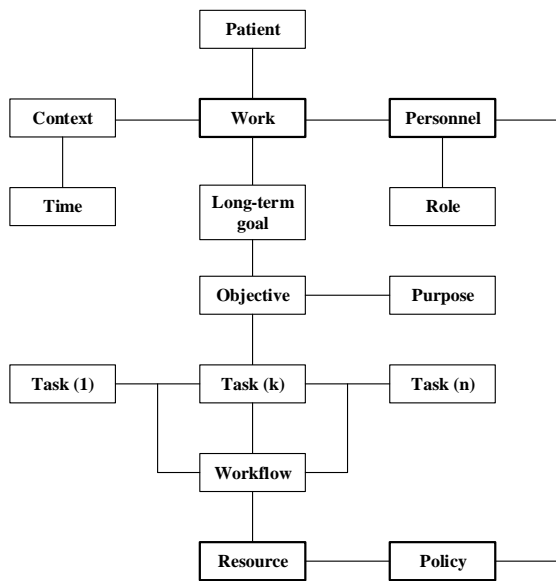 Patient
Context
Work
Personnel
Time
Long-term
goal
Role
Objective
Purpose
Task (1)
Task (k)
Task (n)
Workflow
Resource
Policy